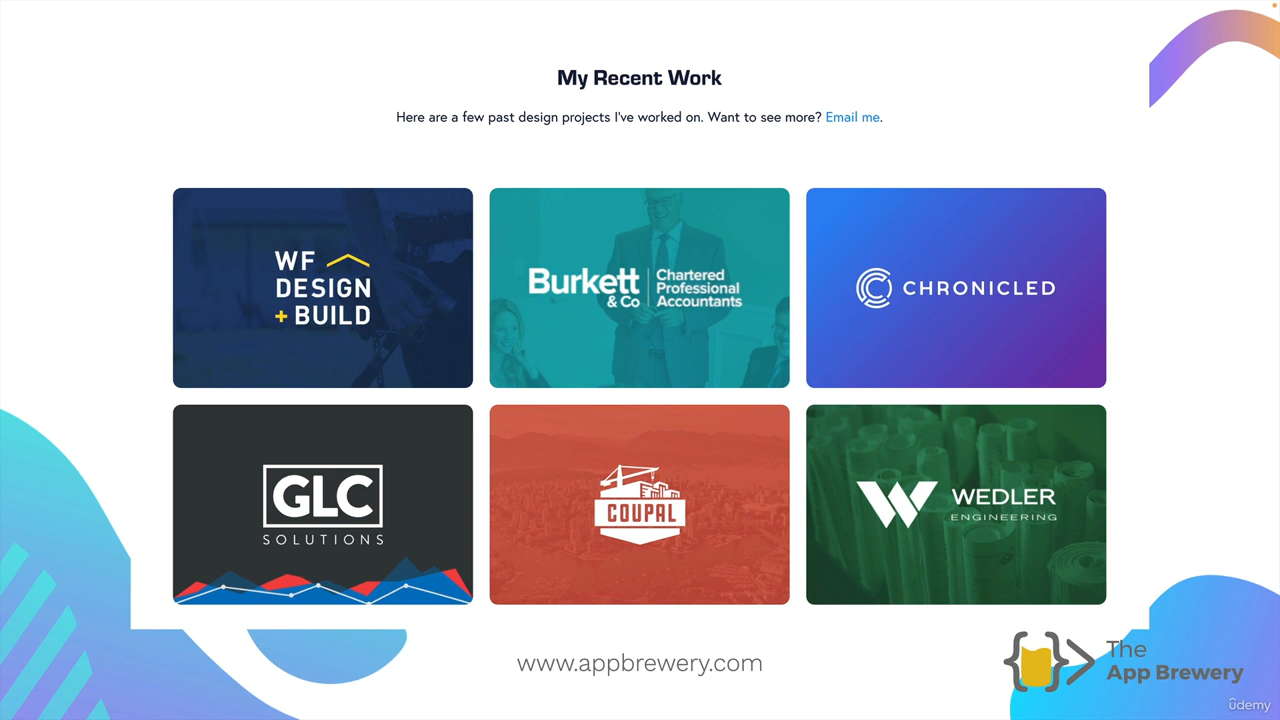 My Recent Work
Here are a few past design projects I've worked on. Want to see more? Email me.
WF
DESIGN
+ BUILD
Burkett
& Co
Chartered
Professional
Accountants
CHRONICLED
GLC
SOLUTIONS
COUPAL
WEDLER
ENGINEERING
www.appbrewery.com
The
App Brewery
ûdemy